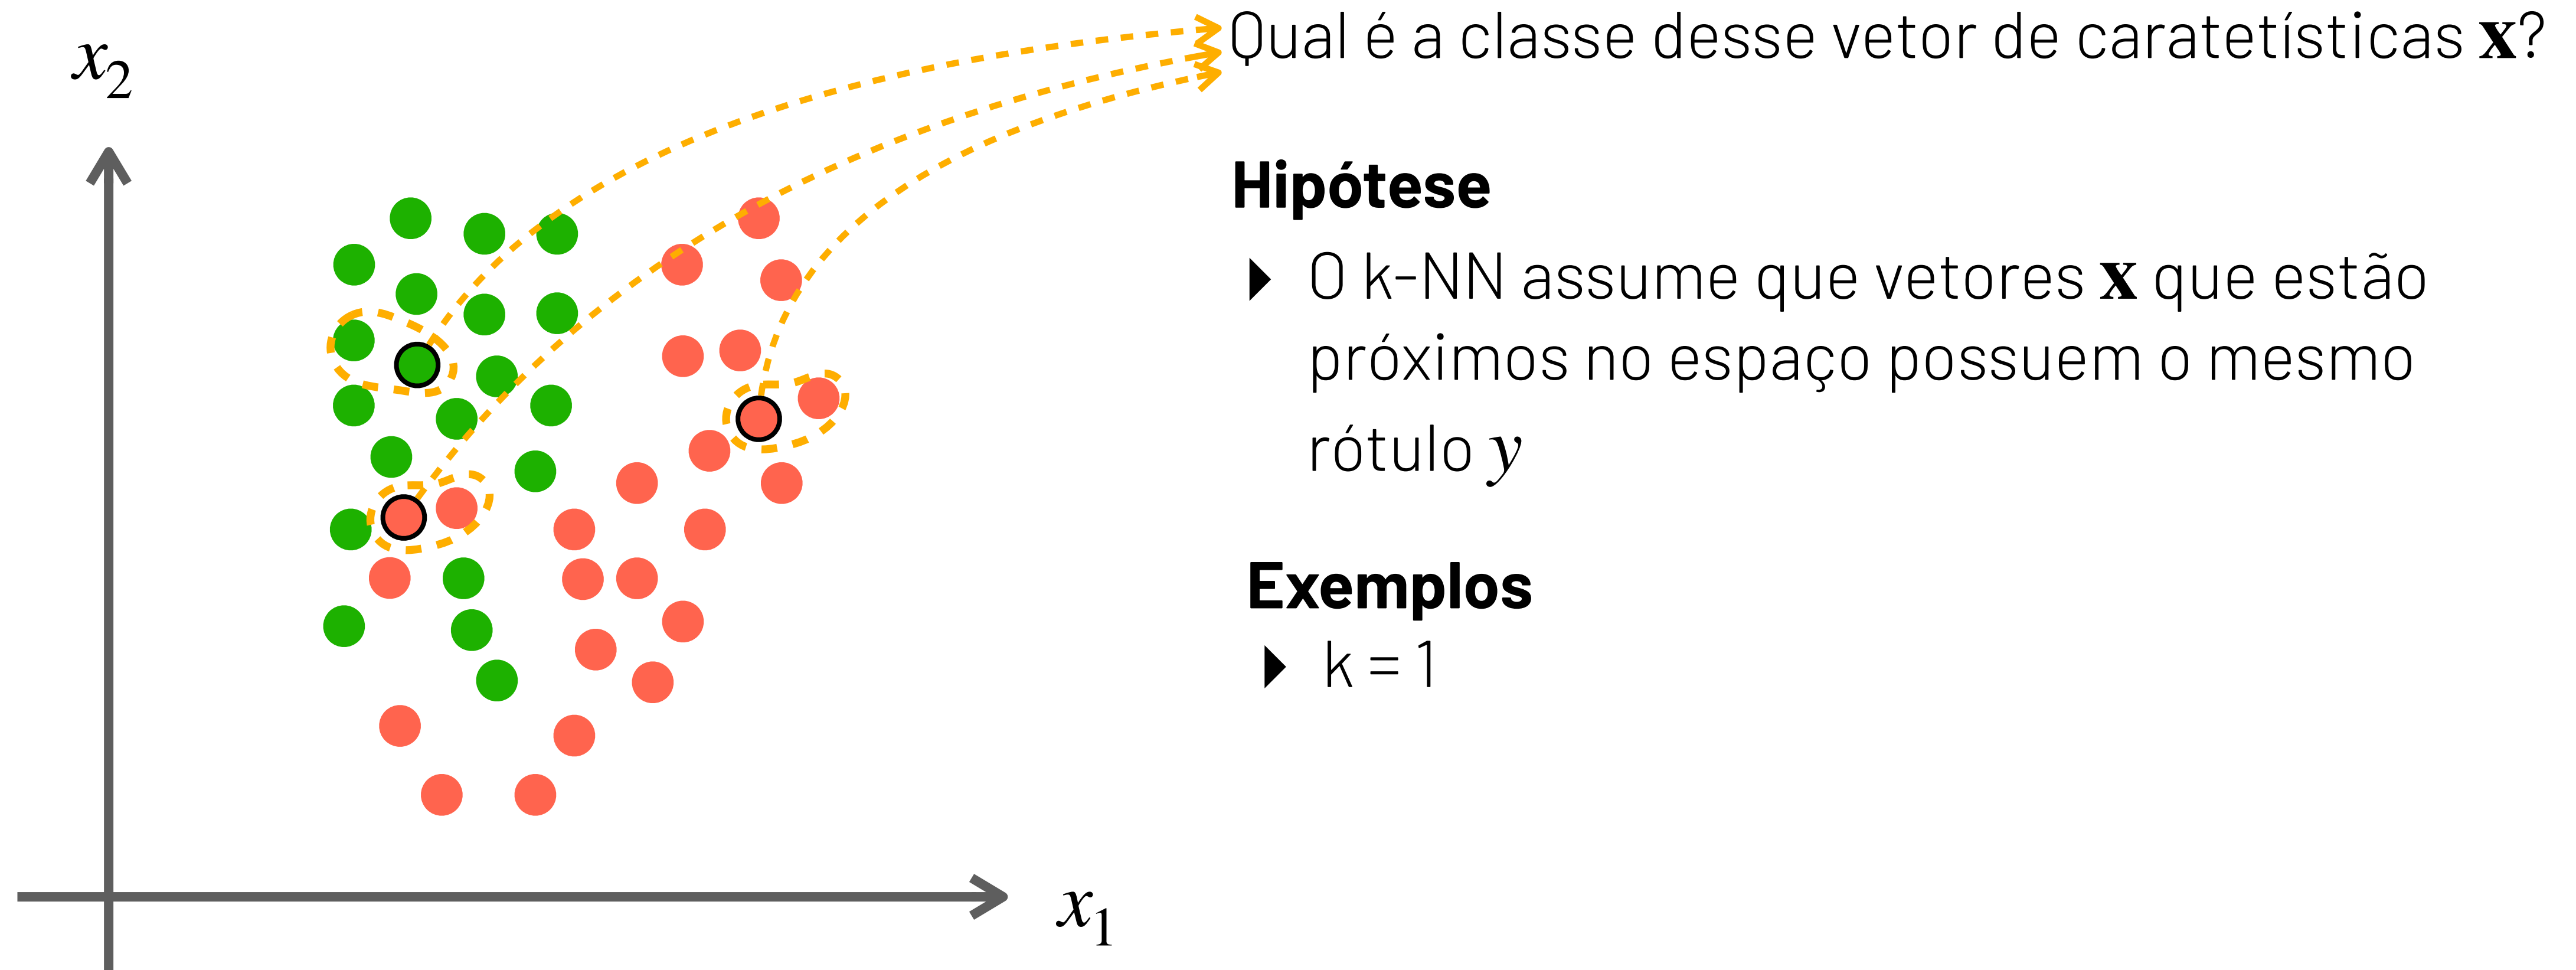 Qual é a classe desse vetor de caratetísticas x?
x₂
Hipótese
O k-NN assume que vetores x que estão
próximos no espaço possuem o mesmo
rótulo y
Exemplos
k = 1
x₁